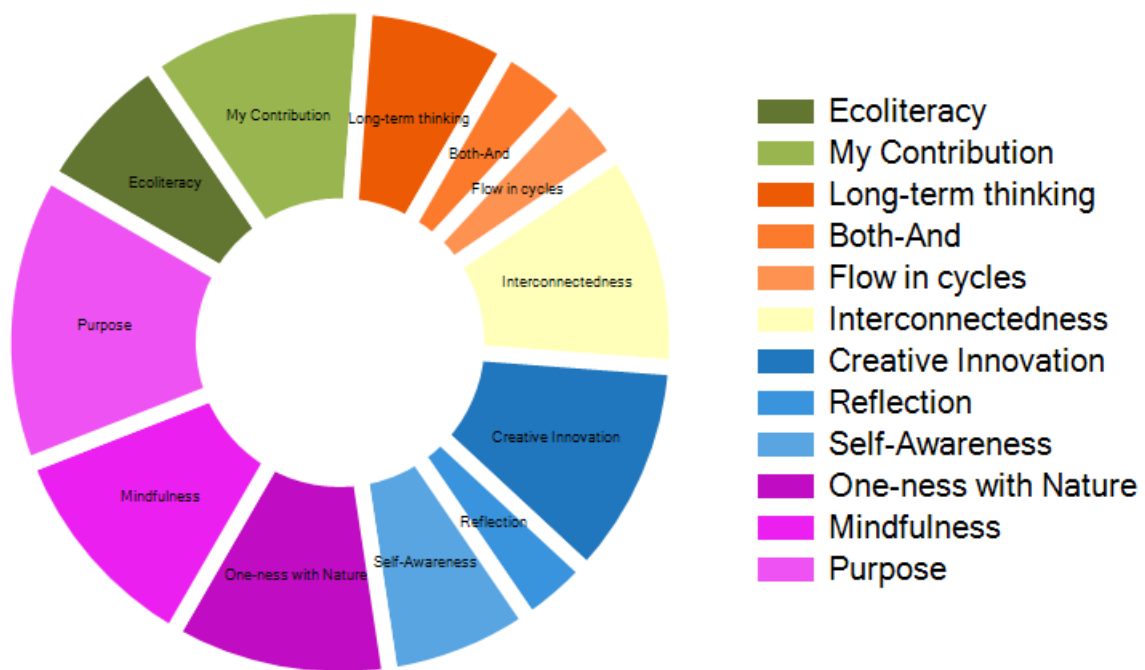 My Contribution
Long-term thinking
Both-And
Flow in cycles
Ecoliteracy
Interconnectedness
Purpose
Creative Innovation
Mindfulness
Reflection
Self-Awareness
One-ness with Nature
Ecoliteracy
My Contribution
Long-term thinking
Both-And
Flow in cycles
Interconnectedness
Creative Innovation
Reflection
Self-Awareness
One-ness with Nature
Mindfulness
Purpose